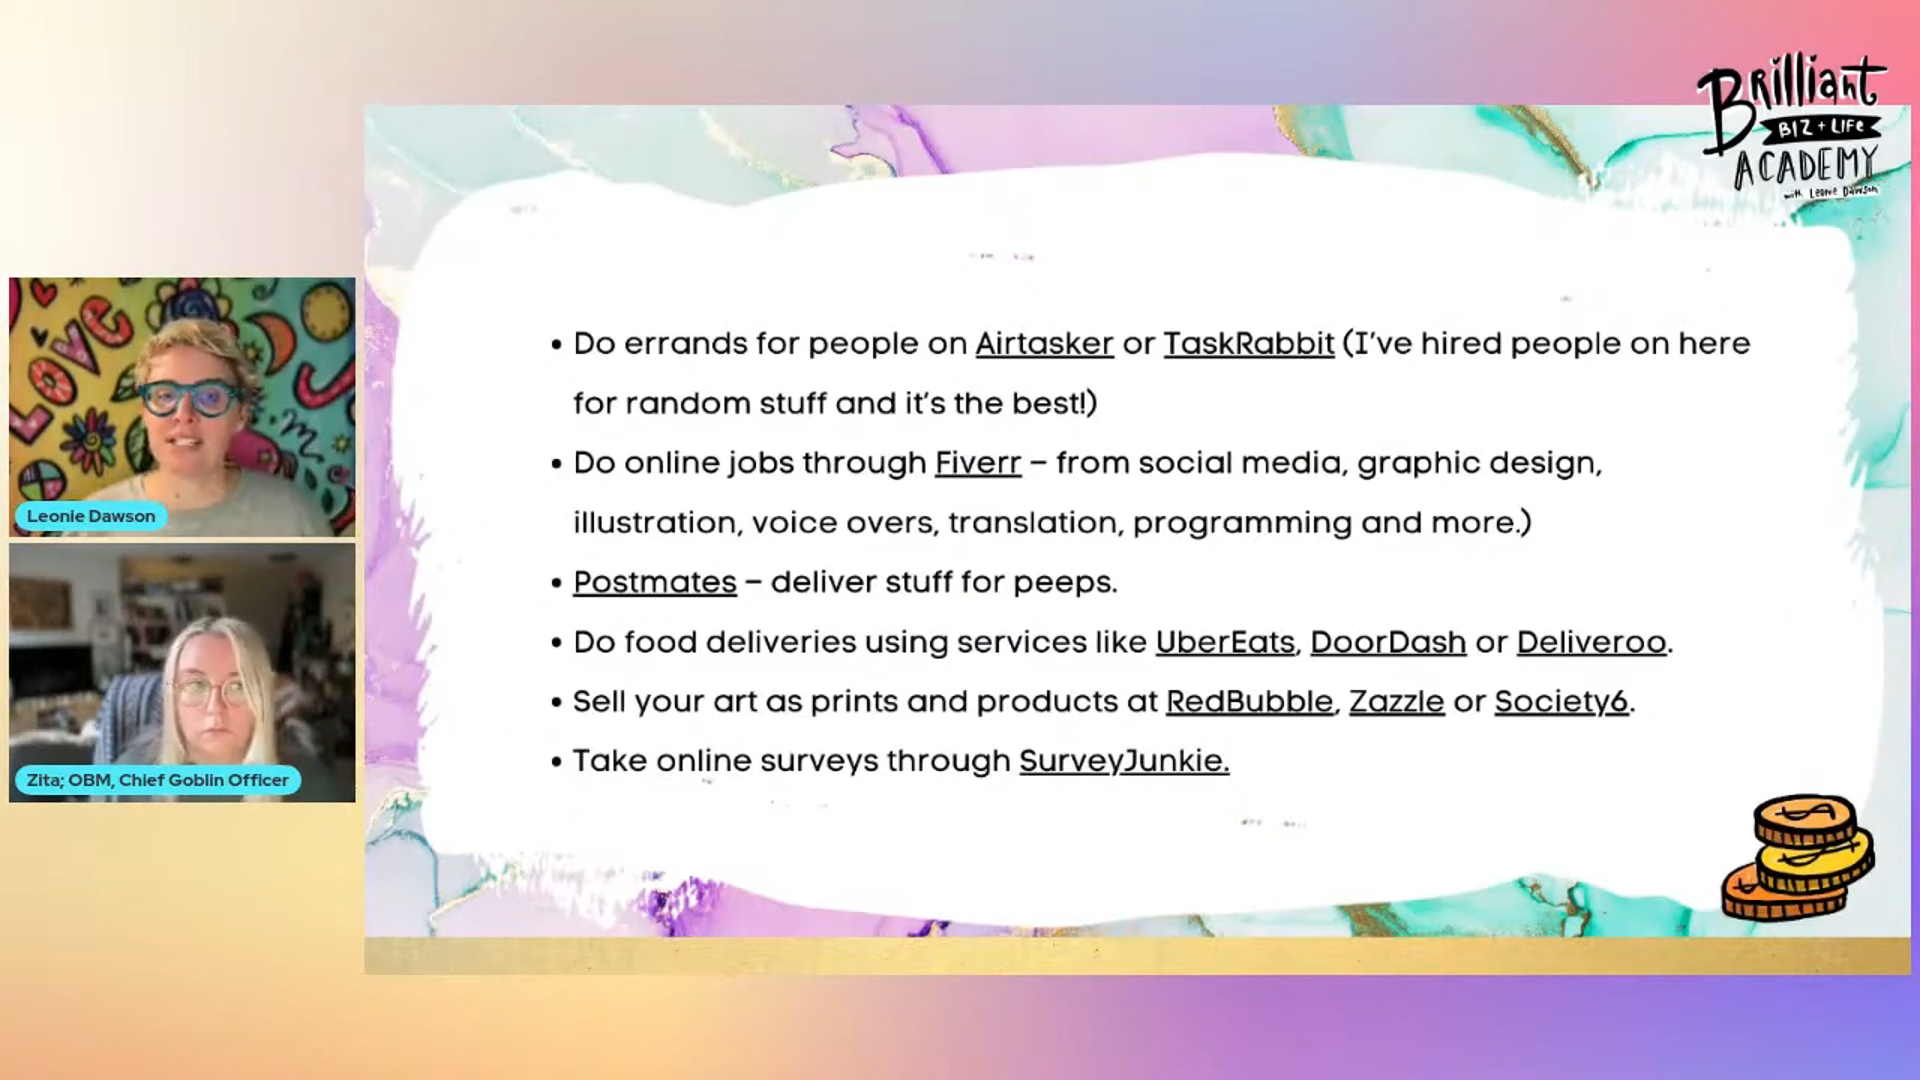 Brilliant
BIZ + LIFE
ACADEMY
with Leonie Dawson
LOVE
Leonie Dawson
Zita; OBM, Chief Goblin Officer
• Do errands for people on Airtasker or TaskRabbit (I’ve hired people on here
for random stuff and it’s the best!)
• Do online jobs through Fiverr – from social media, graphic design,
illustration, voice overs, translation, programming and more.)
• Postmates – deliver stuff for peeps.
• Do food deliveries using services like UberEats, DoorDash or Deliveroo.
• Sell your art as prints and products at RedBubble, Zazzle or Society6.
• Take online surveys through SurveyJunkie.